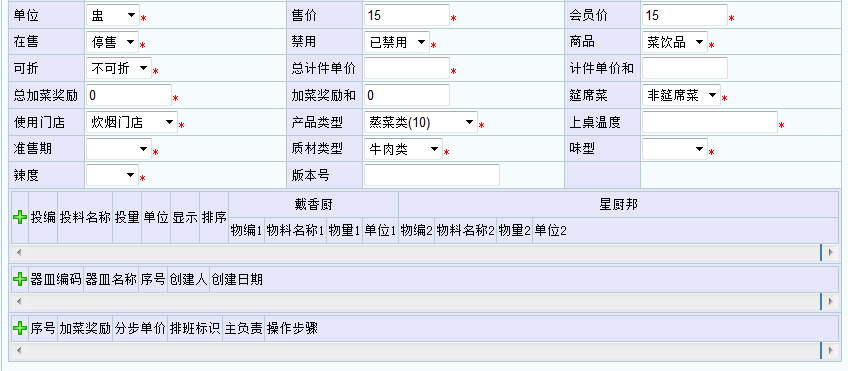 单位 盅 * 售价 15 * 会员价 15 *
在售 停售 * 禁用 已禁用 * 商品 菜饮品 *
可折 不可折 * 总计件单价 * 计件单价和
总加菜奖励 0 * 加菜奖励和 0 筵席菜 非筵席菜 *
使用门店 炊烟门店 * 产品类型 蒸菜类(10) * 上桌温度 *
准售期 * 质材类型 牛肉类 * 味型 *
辣度 * 版本号
投编 投料名称 投量 单位 显示 排序 戴香厨 星厨邦
物编1 物料名称1 物量1 单位1 物编2 物料名称2 物量2 单位2
器皿编码 器皿名称 序号 创建人 创建日期
序号 加菜奖励 分步单价 排班标识 主负责 操作步骤